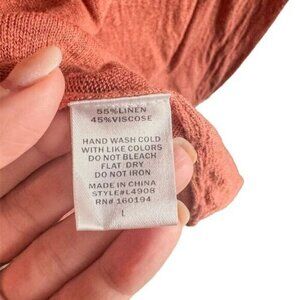 55% LINEN
45% VISCOSE
HAND WASH COLD
WITH LIKE COLORS
DO NOT BLEACH
FLAT DRY
DO NOT IRON
MADE IN CHINA
STYLE#L4908
RN# 160194
L